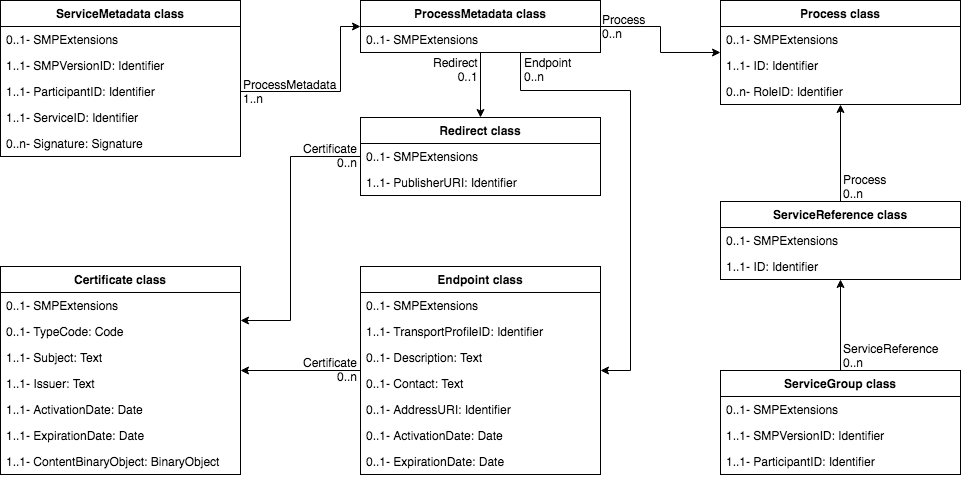 ServiceMetadata class
0..1- SMPExtensions
1..1- SMPVersionID: Identifier
1..1- ParticipantID: Identifier
1..1- ServiceID: Identifier
0..n- Signature: Signature
ProcessMetadata
1..n
ProcessMetadata class
0..1- SMPExtensions
Process
0..n
Redirect
0..1
Endpoint
0..n
Process class
0..1- SMPExtensions
1..1- ID: Identifier
0..n- RoleID: Identifier
Redirect class
0..1- SMPExtensions
1..1- PublisherURI: Identifier
Certificate
0..n
Process
0..n
ServiceReference class
0..1- SMPExtensions
1..1- ID: Identifier
Certificate class
0..1- SMPExtensions
0..1- TypeCode: Code
1..1- Subject: Text
1..1- Issuer: Text
1..1- ActivationDate: Date
1..1- ExpirationDate: Date
1..1- ContentBinaryObject: BinaryObject
Certificate
0..n
Endpoint class
0..1- SMPExtensions
1..1- TransportProfileID: Identifier
0..1- Description: Text
0..1- Contact: Text
0..1- AddressURI: Identifier
0..1- ActivationDate: Date
0..1- ExpirationDate: Date
ServiceReference
0..n
ServiceGroup class
0..1- SMPExtensions
1..1- SMPVersionID: Identifier
1..1- ParticipantID: Identifier